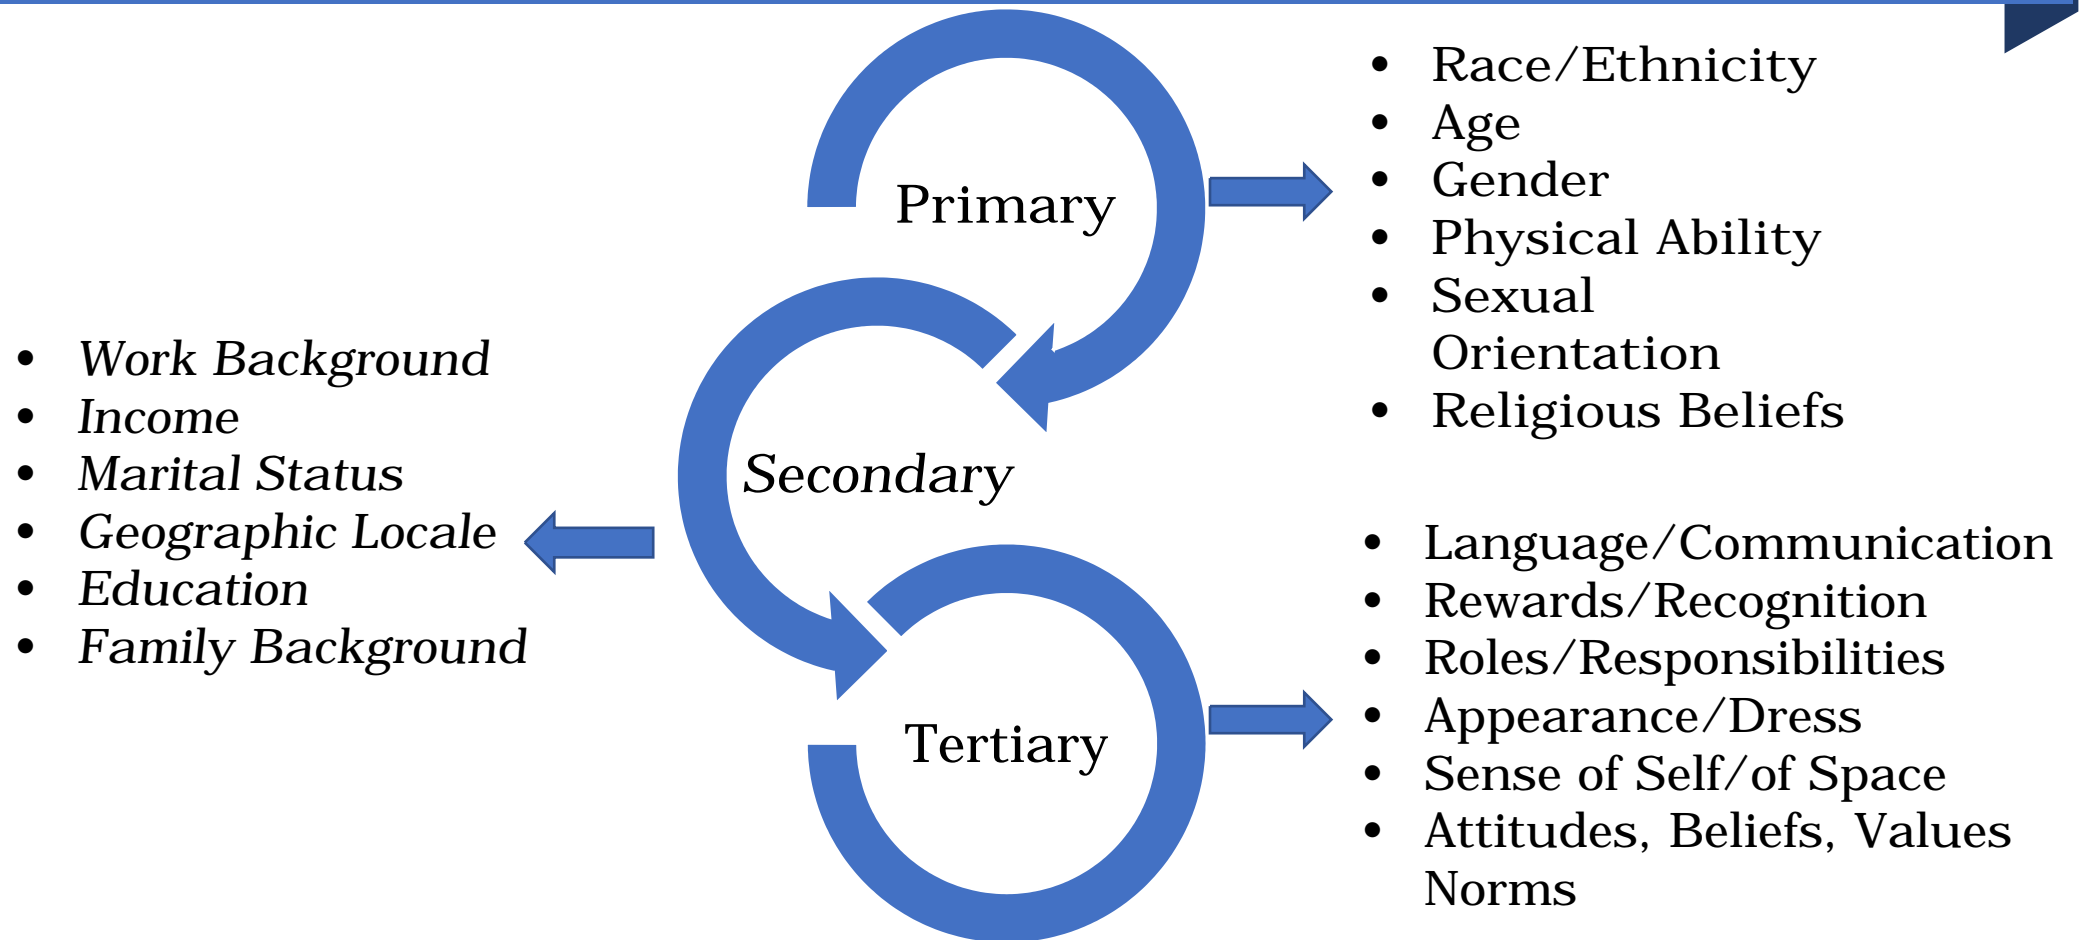 Primary
• Race/Ethnicity
• Age
• Gender
• Physical Ability
• Sexual
Orientation
• Religious Beliefs
Secondary
• Work Background
• Income
• Marital Status
• Geographic Locale
• Education
• Family Background
Tertiary
• Language/Communication
• Rewards/Recognition
• Roles/Responsibilities
• Appearance/Dress
• Sense of Self/of Space
• Attitudes, Beliefs, Values
Norms